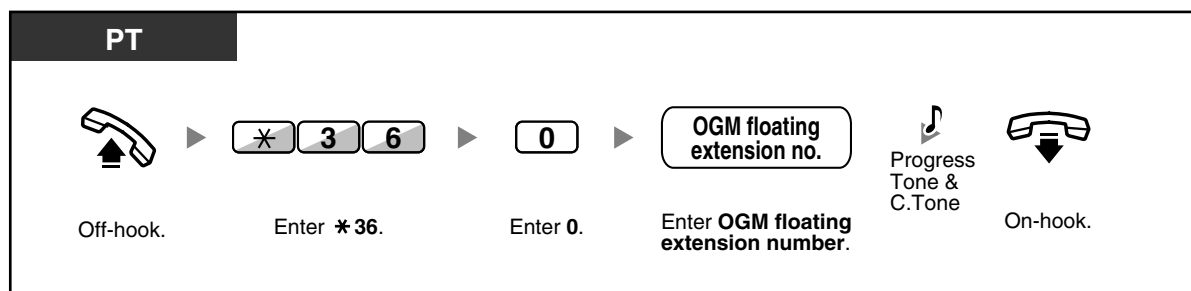 PT
✳ 3 6
0
OGM floating
extension no.
Progress
Tone &
C.Tone
Off-hook.
Enter ✳ 36.
Enter 0.
Enter OGM floating
extension number.
On-hook.